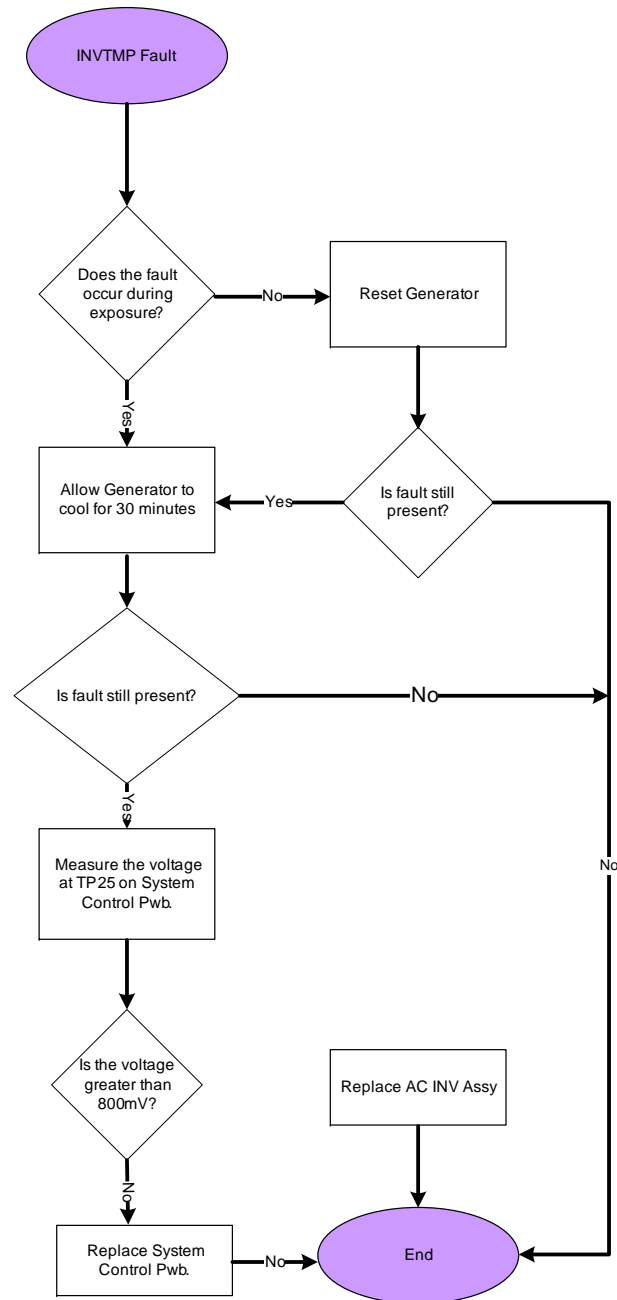 INVTMP Fault
Does the fault
occur during
exposure?
No
Reset Generator
Yes
Allow Generator to
cool for 30 minutes
Yes
Is fault still
present?
Is fault still present?
No
Yes
Measure the voltage
at TP25 on System
Control Pwb.
No
Is the voltage
greater than
800mV?
Replace AC INV Assy
No
Replace System
Control Pwb.
No
End